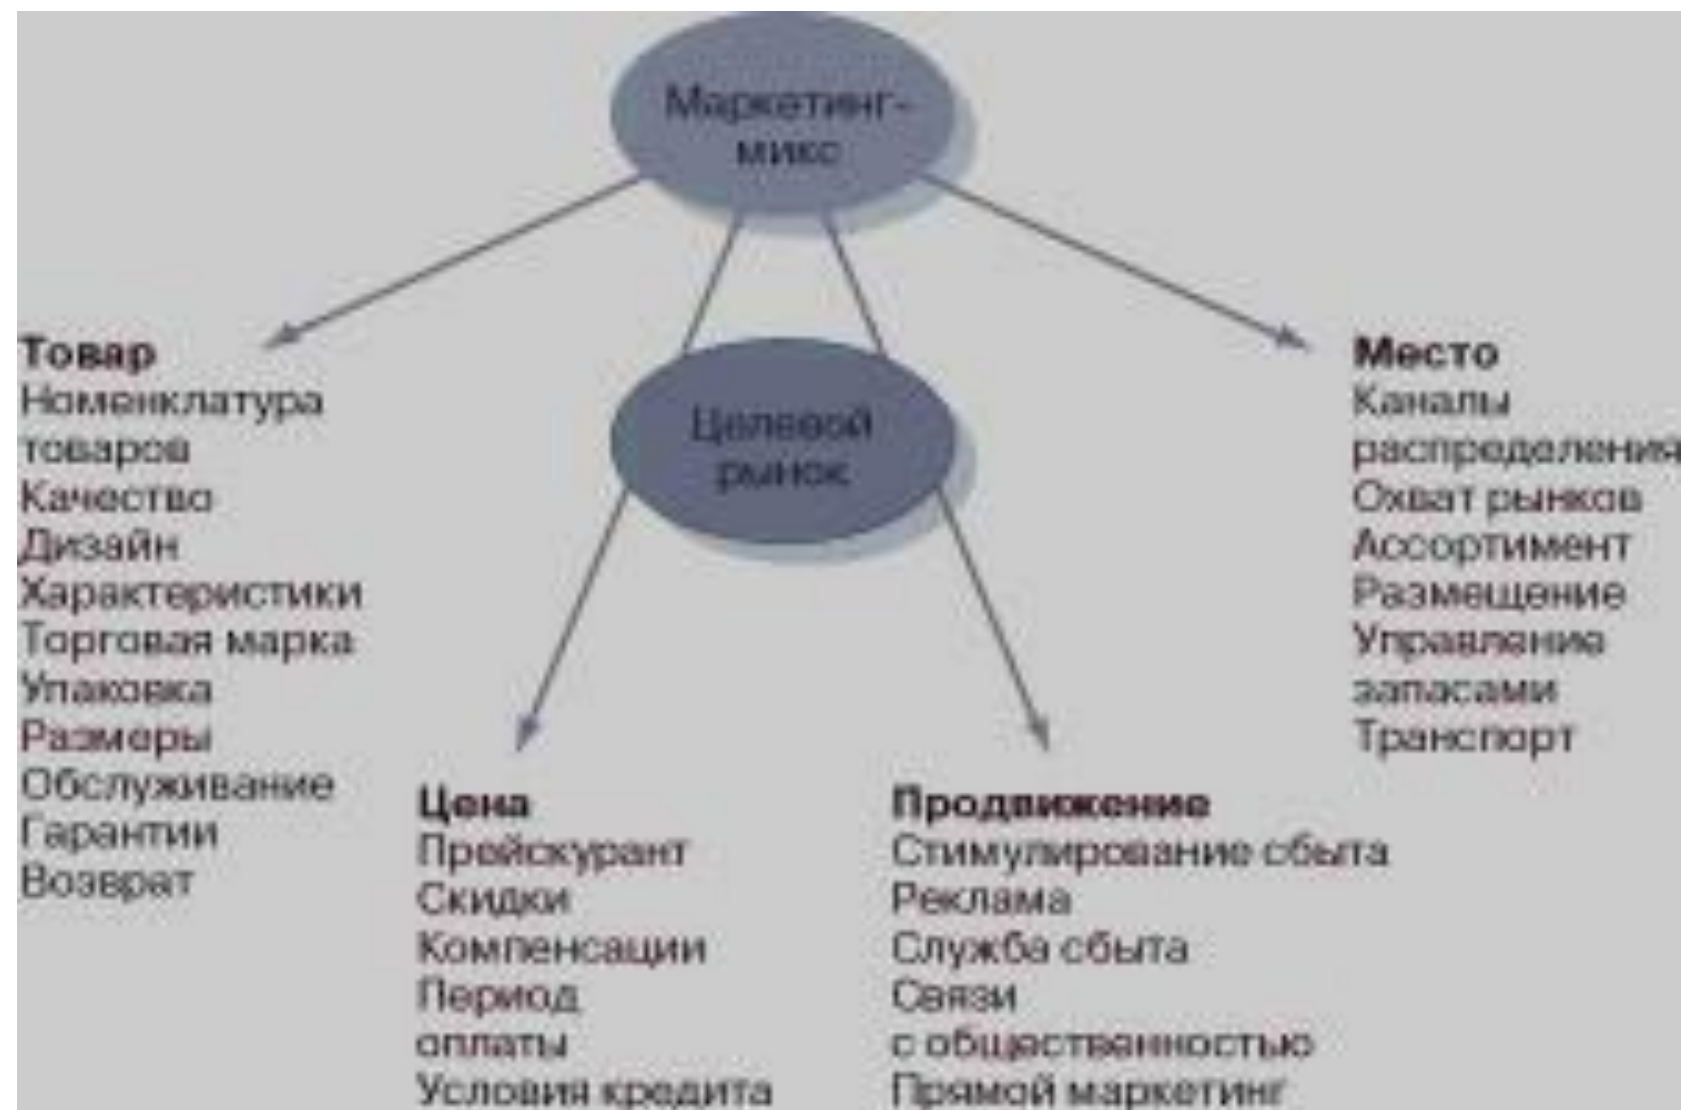 Маркетинг-
микс
Целевой
рынок
Товар
Номенклатура
товаров
Качество
Дизайн
Характеристики
Торговая марка
Упаковка
Размеры
Обслуживание
Гарантии
Возврат
Цена
Прейскурант
Скидки
Компенсации
Период
оплаты
Условия кредита
Продвижение
Стимулирование сбыта
Реклама
Служба сбыта
Связи
с общественностью
Прямой маркетинг
Место
Каналы
распределения
Охват рынков
Ассортимент
Размещение
Управление
запасами
Транспорт